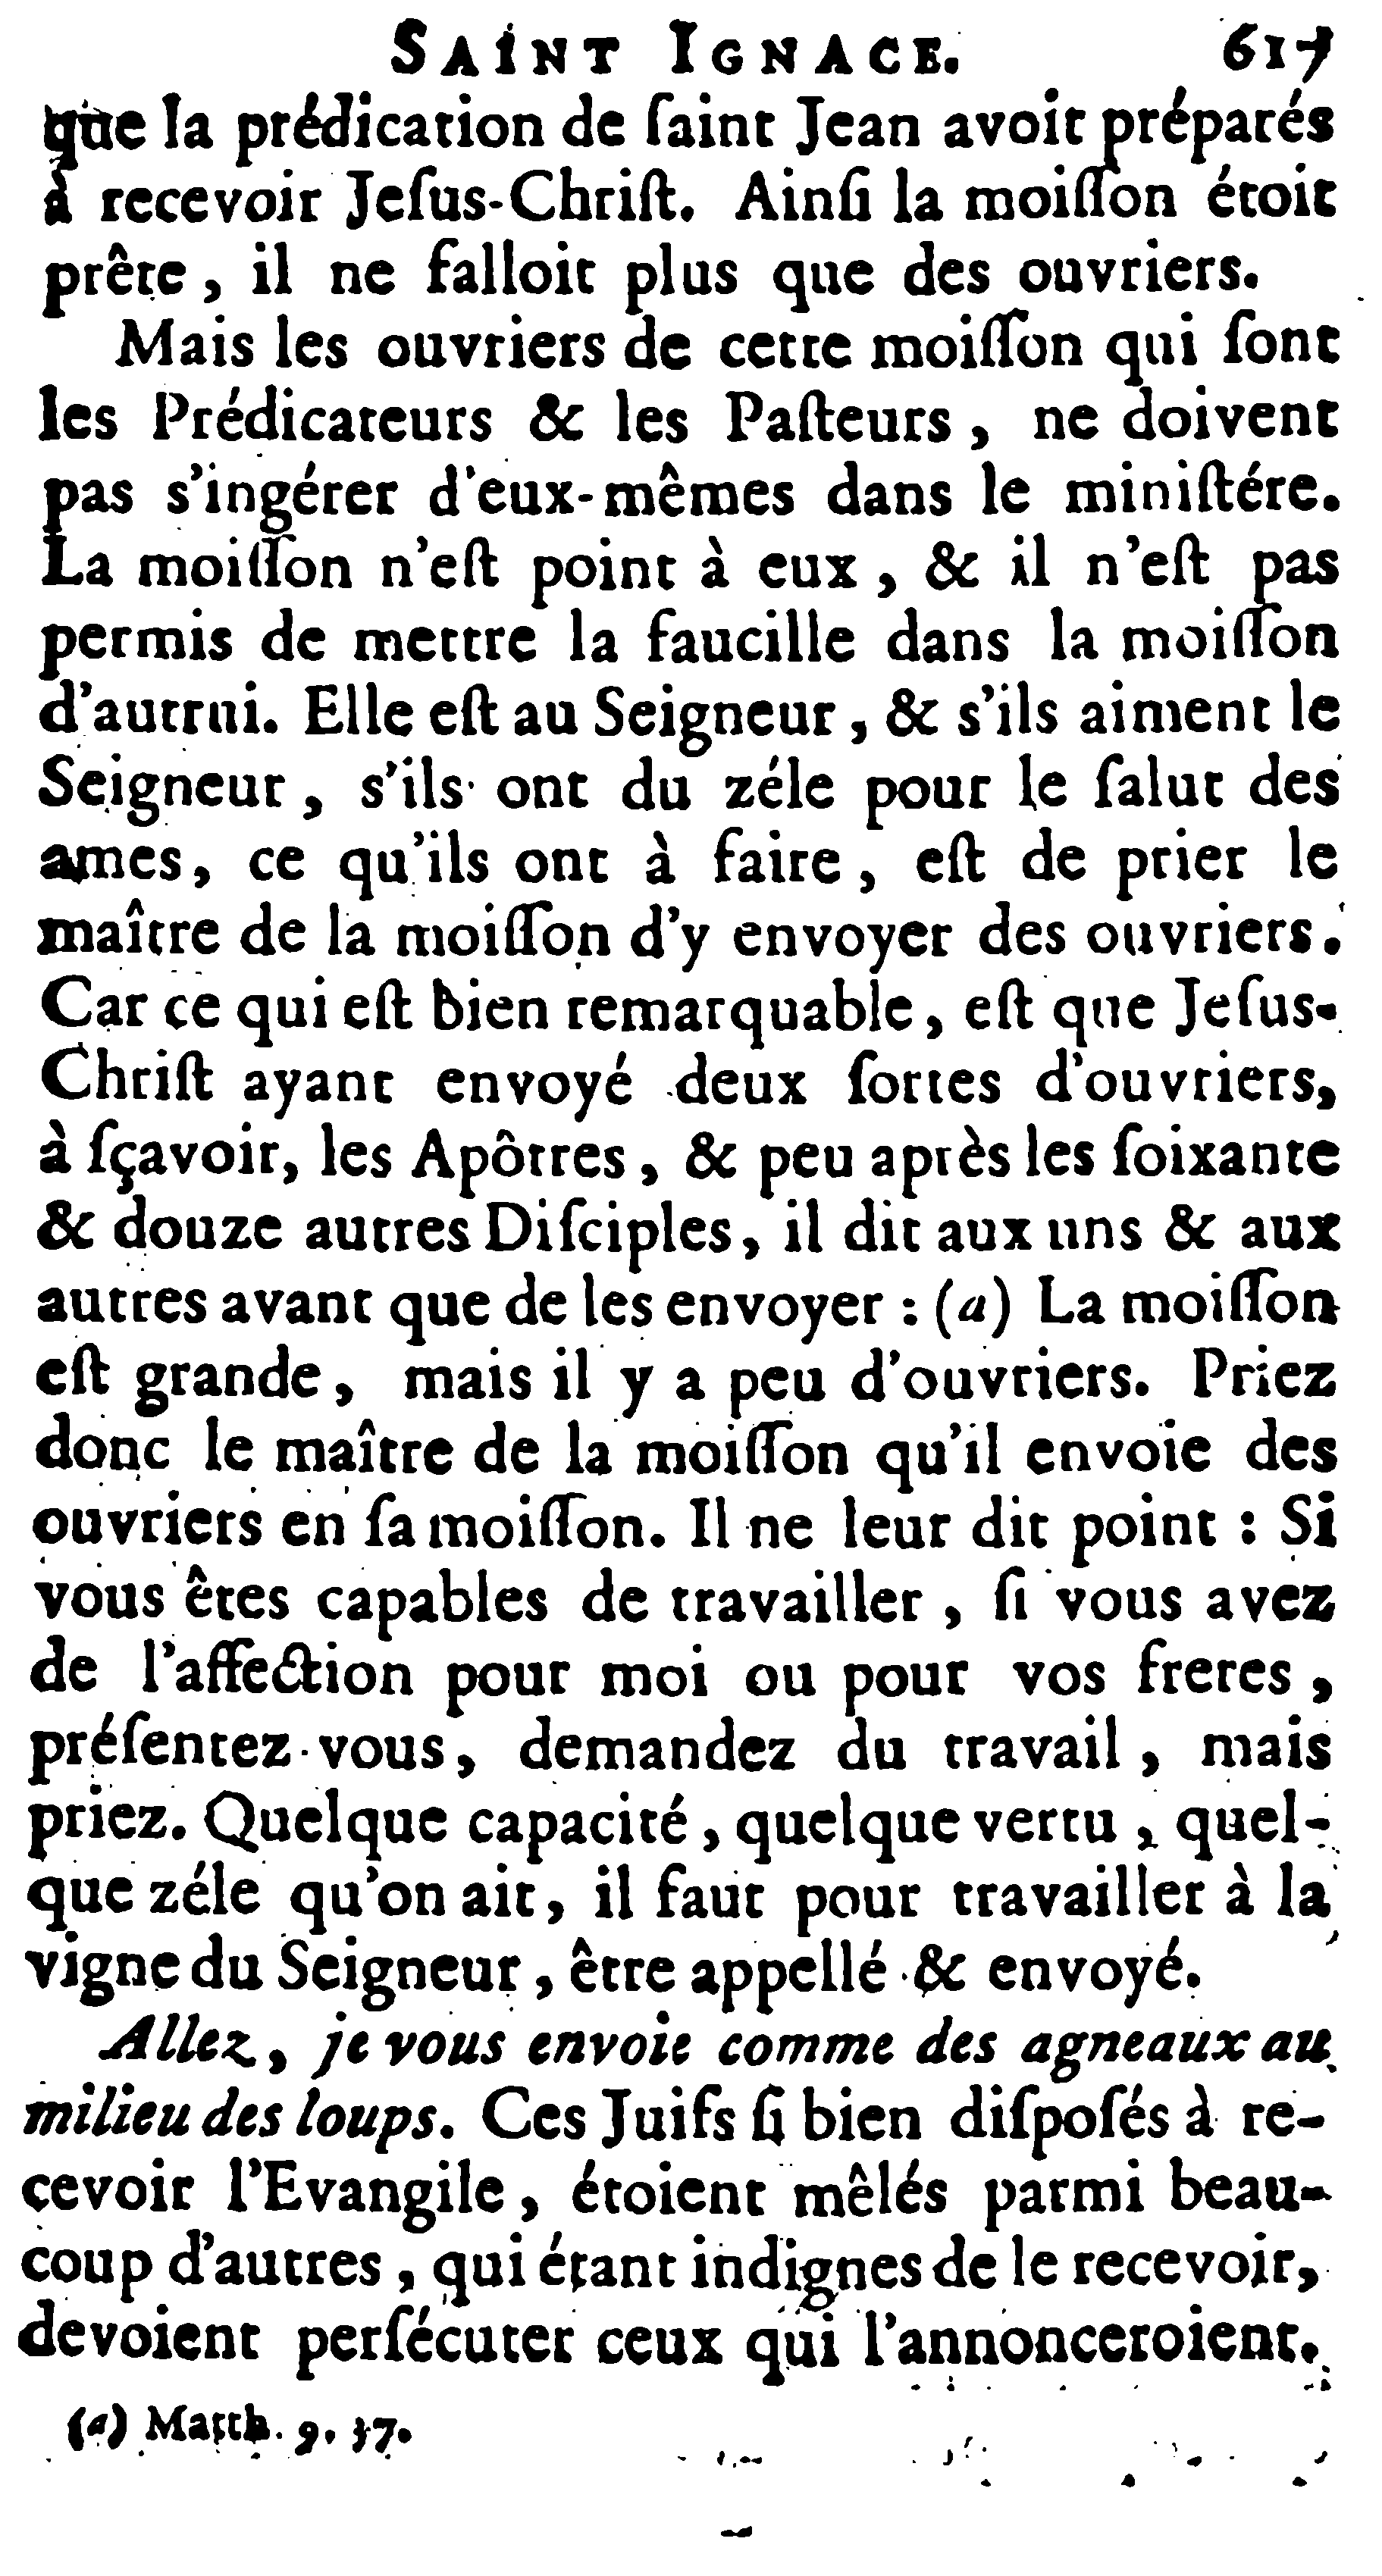 SAINT IGNACE. 617
que la prédication de ſaint Jean avoit préparés
à recevoir Jeſus-Chriſt. Ainſi la moiſſon étoit
prête, il ne falloit plus que des ouvriers.
Mais les ouvriers de cette moiſſon qui ſont
les Prédicateurs & les Paſteurs, ne doivent
pas s'ingérer d'eux-mêmes dans le miniſtére.
La moiſſon n'eſt point à eux, & il n'eſt pas
permis de mettre la faucille dans la moiſſon
d'autrui. Elle eſt au Seigneur, & s'ils aiment le
Seigneur, s'ils ont du zéle pour le ſalut des
ames, ce qu'ils ont à faire, eſt de prier le
maître de la moiſſon d'y envoyer des ouvriers.
Car ce qui eſt bien remarquable, eſt que Jeſus-
Chriſt ayant envoyé deux ſortes d'ouvriers,
à ſçavoir, les Apôtres, & peu après les ſoixante
& douze autres Diſciples, il dit aux uns & aux
autres avant que de les envoyer : (a) La moiſſon
eſt grande, mais il y a peu d'ouvriers. Priez
donc le maître de la moiſſon qu'il envoie des
ouvriers en ſa moiſſon. Il ne leur dit point : Si
vous êtes capables de travailler, ſi vous avez
de l'affection pour moi ou pour vos freres,
préſentez-vous, demandez du travail, mais
priez. Quelque capacité, quelque vertu, quel-
que zéle qu'on ait, il faut pour travailler à la
vigne du Seigneur, être appellé & envoyé.
Allez, je vous envoie comme des agneaux au
milieu des loups. Ces Juifs ſi bien diſpoſés à re-
cevoir l'Evangile, étoient mêlés parmi beau-
coup d'autres, qui étant indignes de le recevoir,
devoient perſécuter ceux qui l'annonceroient.
(a) Matth. 9. 37.